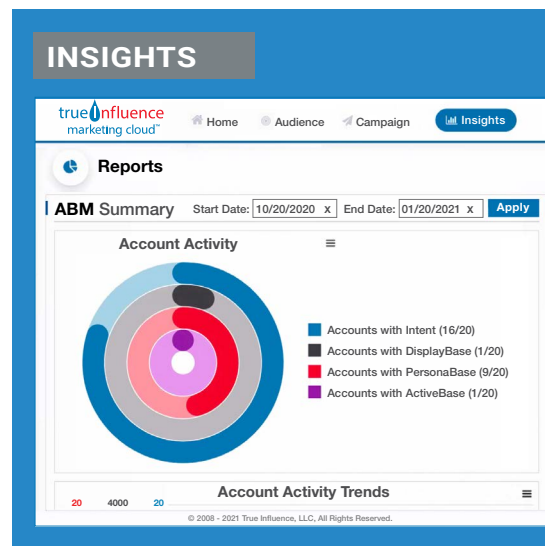 INSIGHTS
trueInfluence
marketing cloud™
Home Audience Campaign Insights
Reports
ABM Summary Start Date: 10/20/2020 x End Date: 01/20/2021 x Apply
Account Activity
Accounts with Intent (16/20)
Accounts with DisplayBase (1/20)
Accounts with PersonaBase (9/20)
Accounts with ActiveBase (1/20)
Account Activity Trends
20 4000 20
© 2008 - 2021 True Influence, LLC, All Rights Reserved.